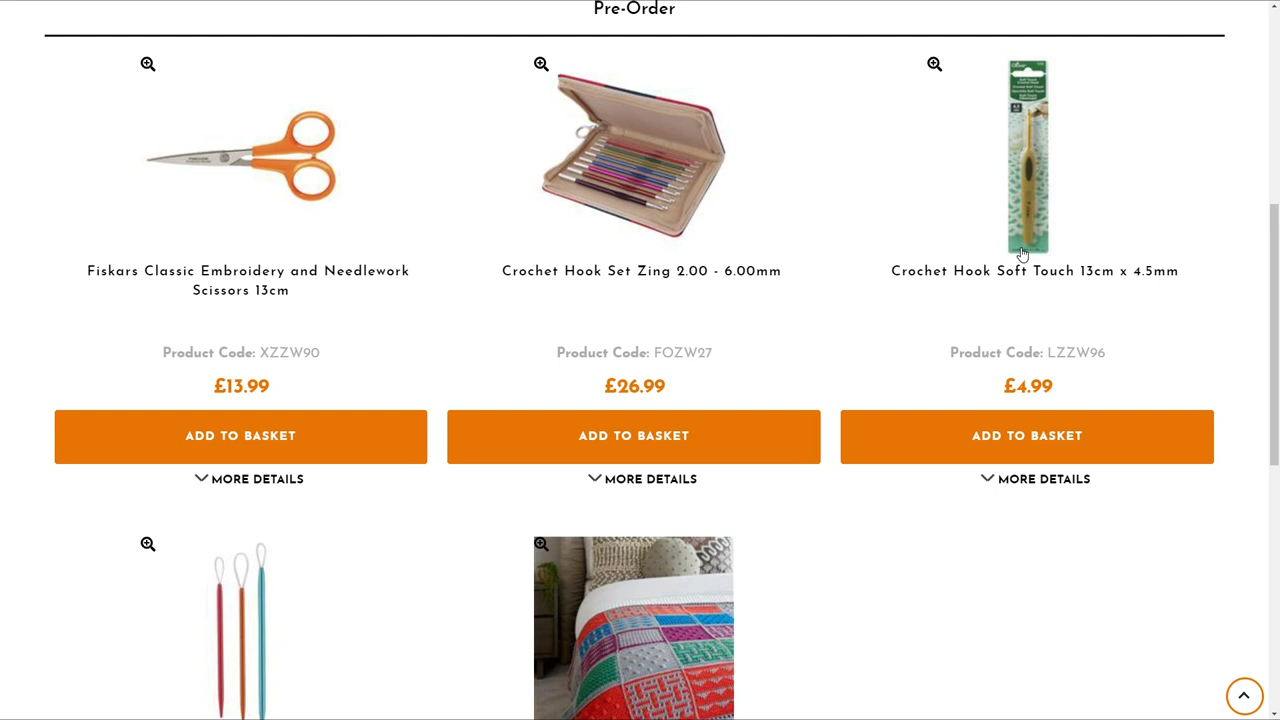 Pre-Order
Fiskars Classic Embroidery and Needlework
Scissors 13cm
Product Code: XZZW90
£13.99
ADD TO BASKET
MORE DETAILS
Crochet Hook Set Zing 2.00 - 6.00mm
Product Code: FOZW27
£26.99
ADD TO BASKET
MORE DETAILS
Crochet Hook Soft Touch 13cm x 4.5mm
Product Code: LZZW96
£4.99
ADD TO BASKET
MORE DETAILS